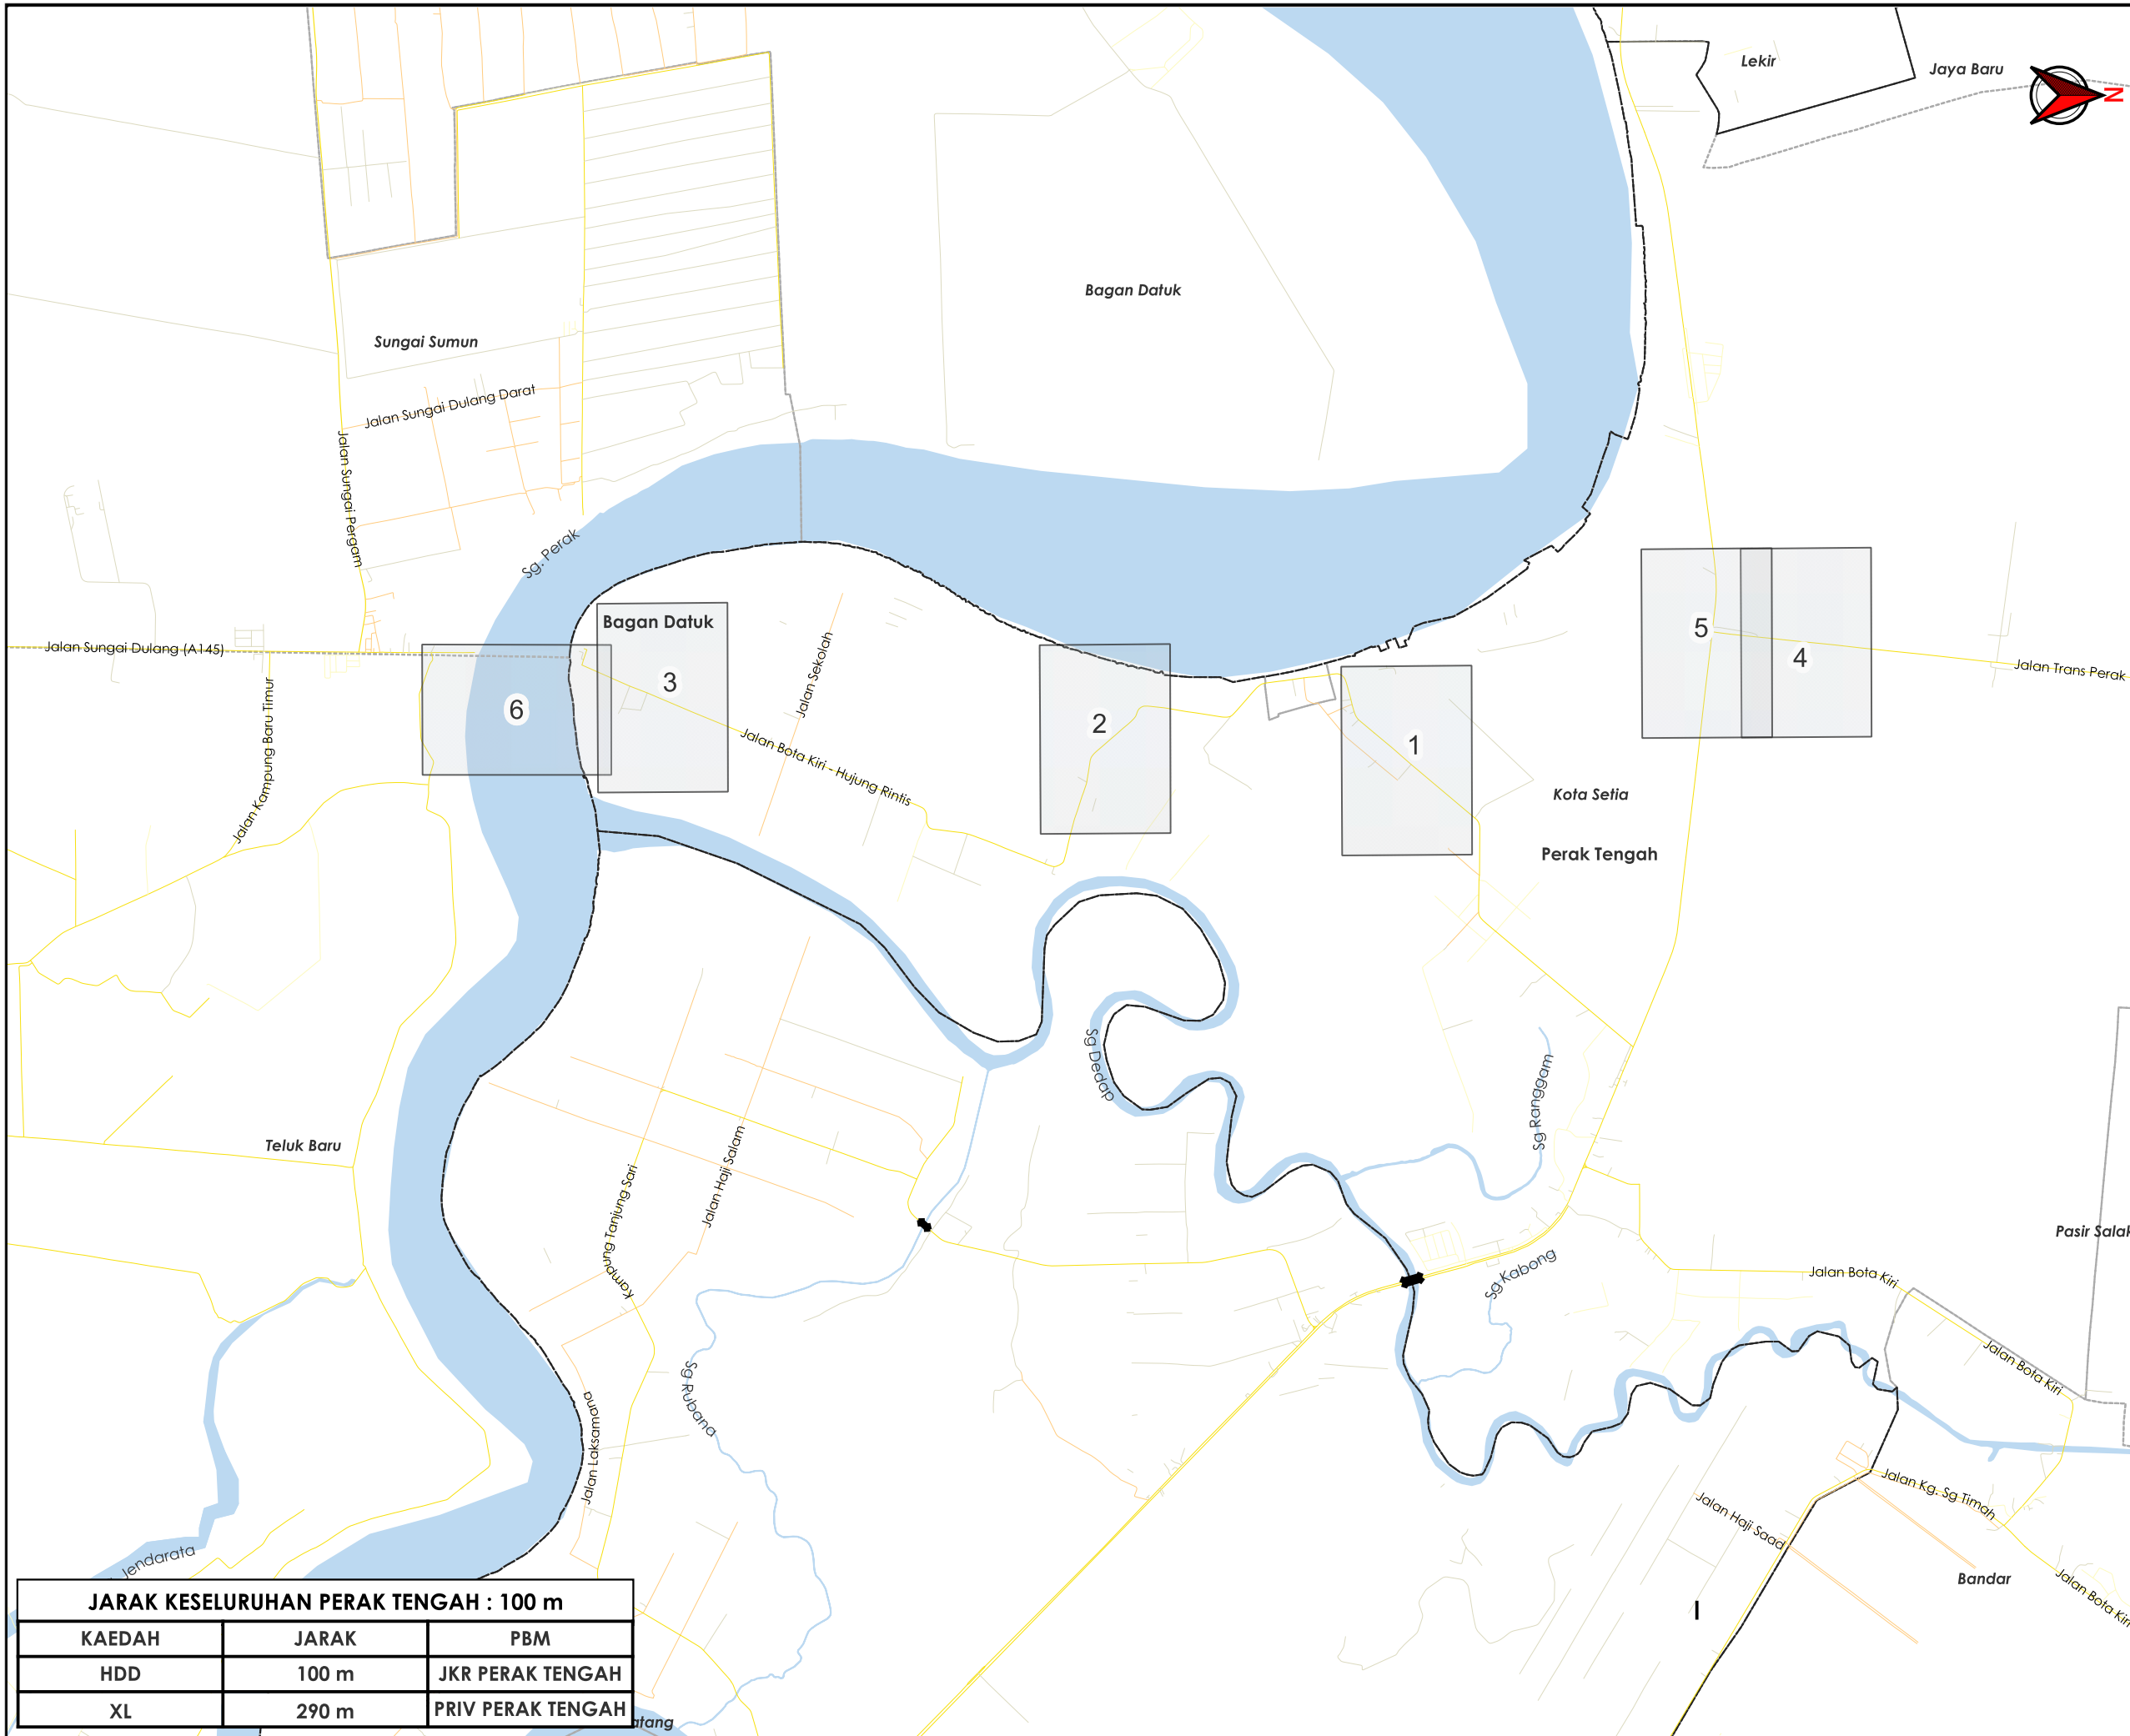 Lekir
Jaya Baru
N
Bagan Datuk
Sungai Sumun
Jalan Sungai Dulang Darat
Jalan Sungai Pergam
Sg. Perak
Bagan Datuk
Jalan Sungai Dulang (A145)
Jalan Sekolah
5
4
Jalan Trans Perak
3
6
2
1
Jalan Kampung Baru Timur
Jalan Bota Kiri - Hujung Rintis
Kota Setia
Perak Tengah
Sg Dedap
Sg Ranggam
Teluk Baru
Jalan Haji Salam
Kampung Tanjung Sari
Pasir Salak
Sg Kabong
Jalan Bota Kiri
Jalan Bota Kiri
Sg Rubana
Jalan Laksamana
Jalan Kg. Sg Timah
Jalan Haji Saad
Jendarata
Bandar
Jalan Bota Kiri
I
JARAK KESELURUHAN PERAK TENGAH : 100 m
KAEDAH JARAK PBM
HDD 100 m JKR PERAK TENGAH
XL 290 m PRIV PERAK TENGAH
atang